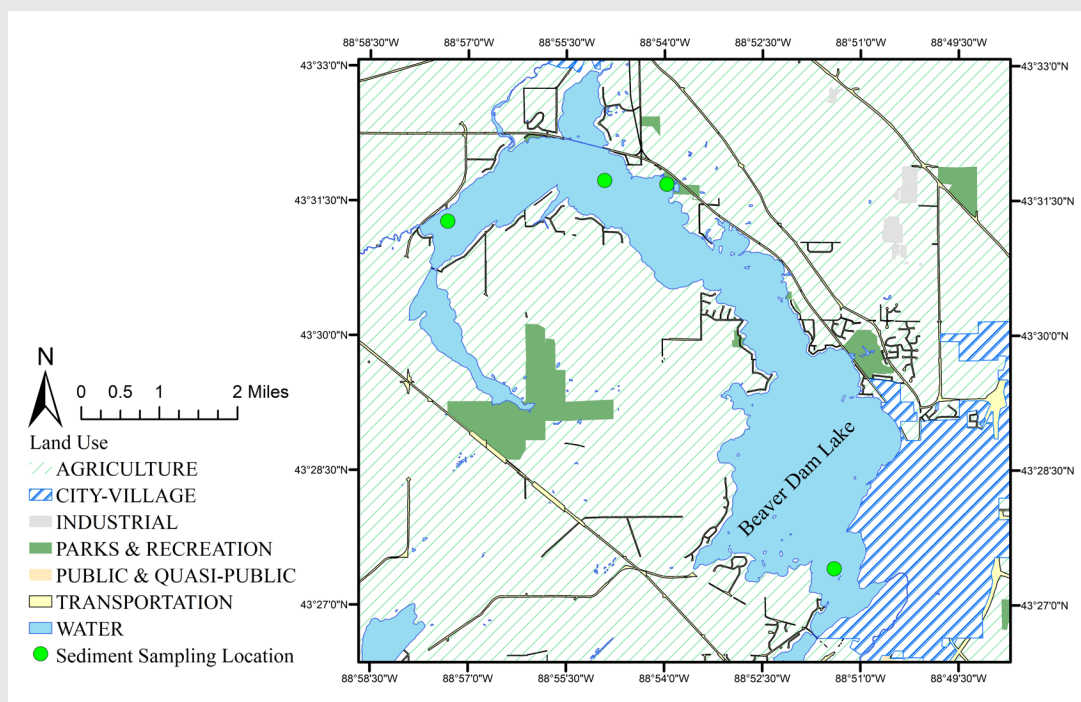 88°58'30"W 88°57'0"W 88°55'30"W 88°54'0"W 88°52'30"W 88°51'0"W 88°49'30"W
43°33'0"N 43°33'0"N
43°31'30"N 43°31'30"N
43°30'0"N 43°30'0"N
N
0 0.5 1 2 Miles
Land Use
AGRICULTURE
CITY-VILLAGE
INDUSTRIAL
PARKS & RECREATION
PUBLIC & QUASI-PUBLIC
TRANSPORTATION
WATER
Sediment Sampling Location
Beaver Dam Lake
43°28'30"N 43°28'30"N
43°27'0"N 43°27'0"N
88°58'30"W 88°57'0"W 88°55'30"W 88°54'0"W 88°52'30"W 88°51'0"W 88°49'30"W